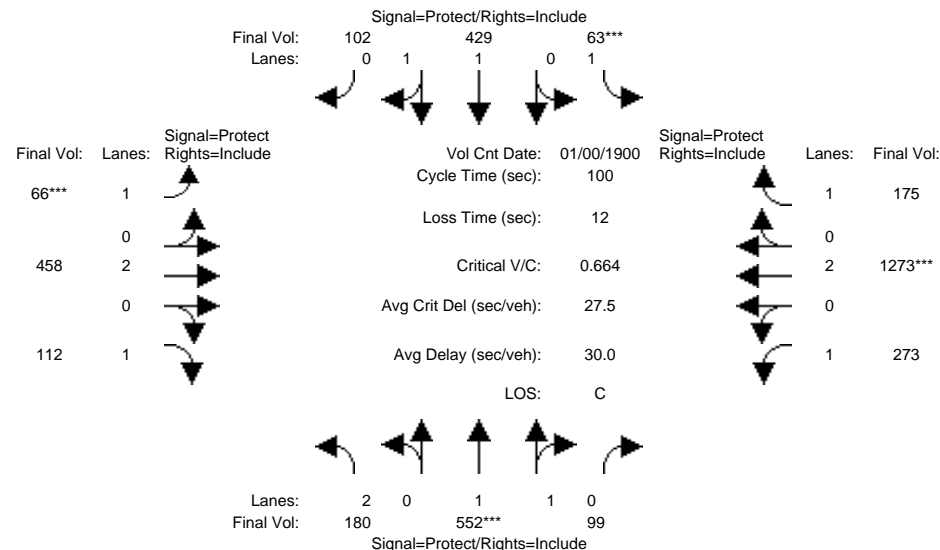 Signal=Protect/Rights=Include
Final Vol: 102 429 63***
Lanes: 0 1 1 0 1
Signal=Protect Signal=Protect
Final Vol: Lanes: Rights=Include Vol Cnt Date: 01/00/1900 Rights=Include Lanes: Final Vol:
Cycle Time (sec): 100
66*** 1 1 175
Loss Time (sec): 12
0 0
458 2 Critical V/C: 0.664 2 1273***
0 Avg Crit Del (sec/veh): 27.5 0
112 1 Avg Delay (sec/veh): 30.0 1 273
LOS: C
Lanes: 2 0 1 1 0
Final Vol: 180 552*** 99
Signal=Protect/Rights=Include